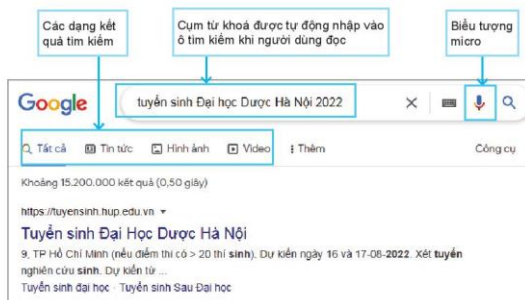 Các dạng kết
quả tìm kiếm
Cụm từ khoá được tự động nhập vào
ô tìm kiếm khi người dùng đọc
Biểu tượng
micro
Google
tuyển sinh Đại học Dược Hà Nội 2022
Tất cả Tin tức Hình ảnh Video Thêm Công cụ
Khoảng 15.200.000 kết quả (0,50 giây)
https://tuyensinh.hup.edu.vn
Tuyển sinh Đại Học Dược Hà Nội
9, TP Hồ Chí Minh (nếu điểm thi có > 20 thí sinh). Dự kiến ngày 16 và 17-08-2022. Xét tuyển
nghiên cứu sinh. Dự kiến từ ...
Tuyển sinh đại học · Tuyển sinh Sau Đại học